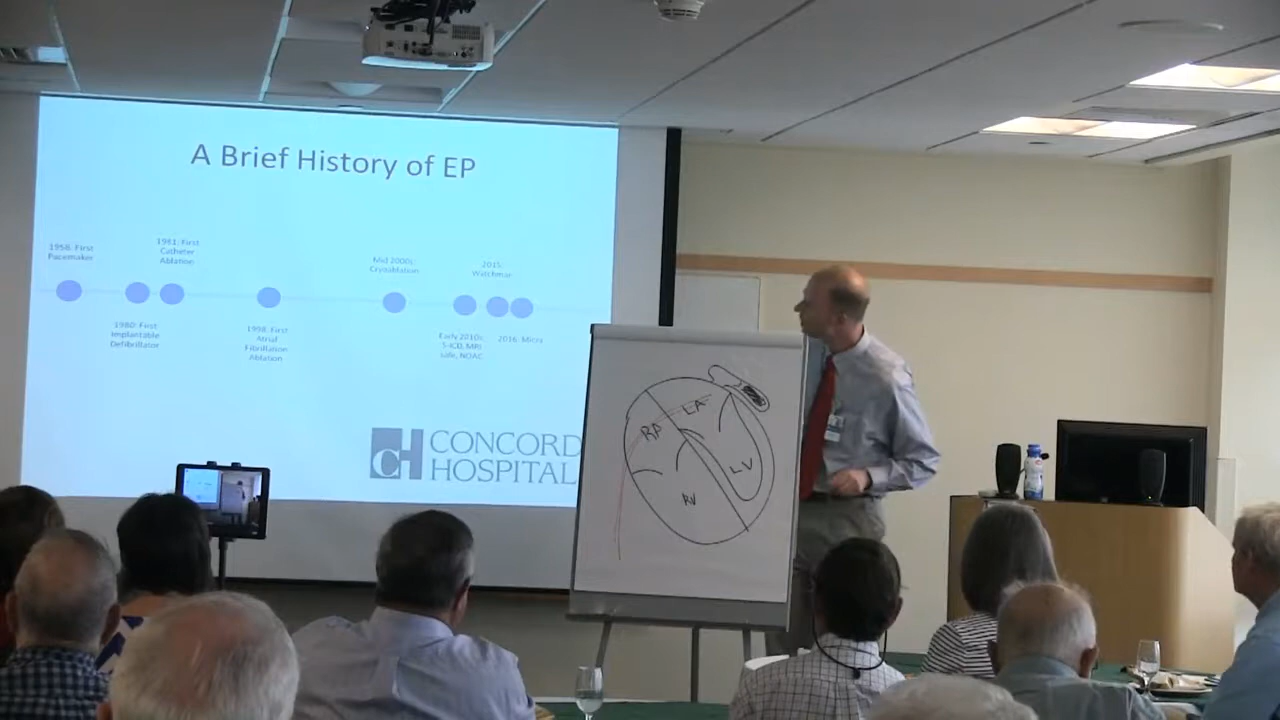 A Brief History of EP
1958: First
Pacemaker
1981: First
Catheter
Ablation
Mid 2000s:
Cryoablation
2015:
Watchman
1980: First
Implantable
Defibrillator
1998: First
Atrial
Fibrillation
Ablation
Early 2010s:
S-ICD, MRI
safe, NOAC
2016: Micra
CH CONCORD
HOSPITAL
RA
LA
LV
RV